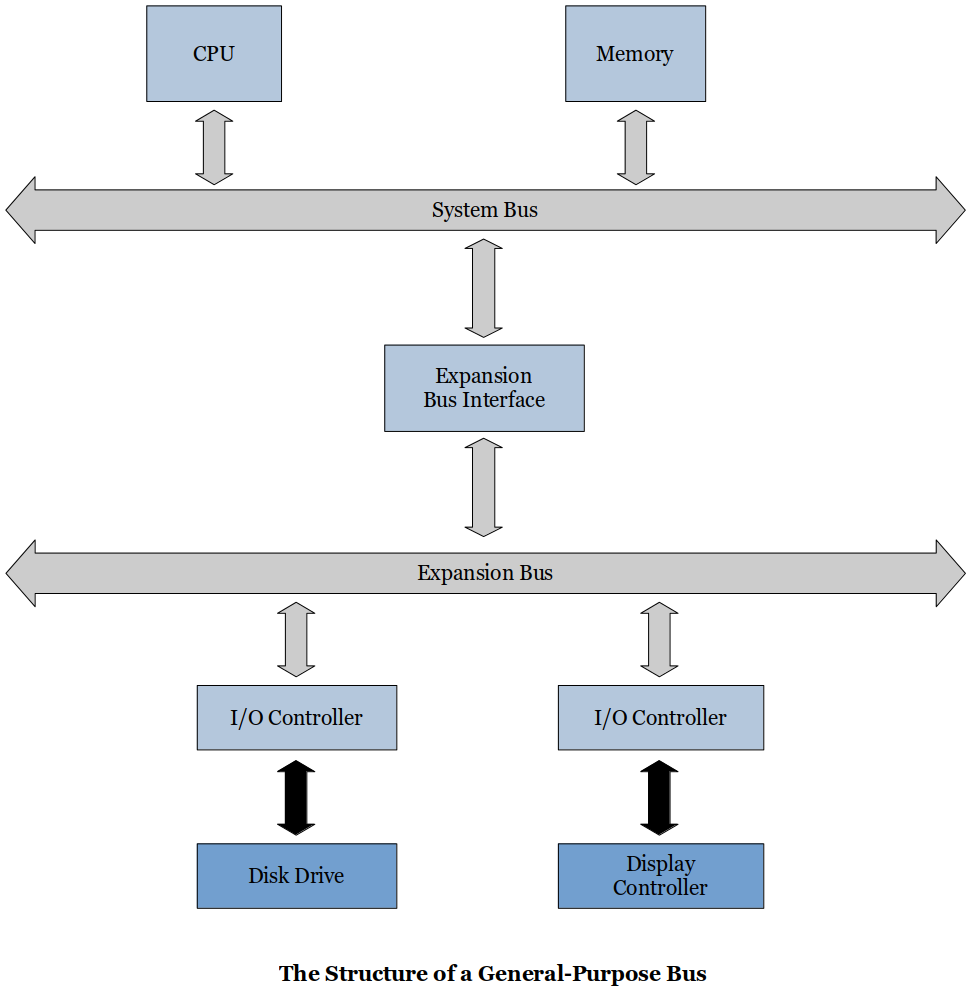 CPU
Memory
System Bus
Expansion
Bus Interface
Expansion Bus
I/O Controller
I/O Controller
Disk Drive
Display
Controller
The Structure of a General-Purpose Bus